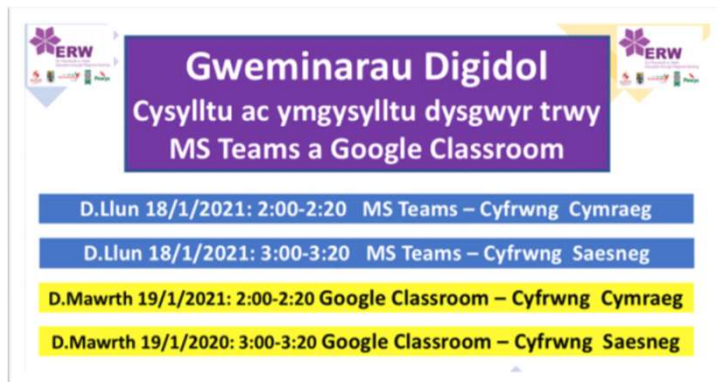 ERW
ERW
Gweminarau Digidol
Cysylltu ac ymgysylltu dysgwyr trwy
MS Teams a Google Classroom
D.Llun 18/1/2021: 2:00-2:20 MS Teams – Cyfrwng Cymraeg
D.Llun 18/1/2021: 3:00-3:20 MS Teams – Cyfrwng Saesneg
D.Mawrth 19/1/2021: 2:00-2:20 Google Classroom – Cyfrwng Cymraeg
D.Mawrth 19/1/2020: 3:00-3:20 Google Classroom – Cyfrwng Saesneg